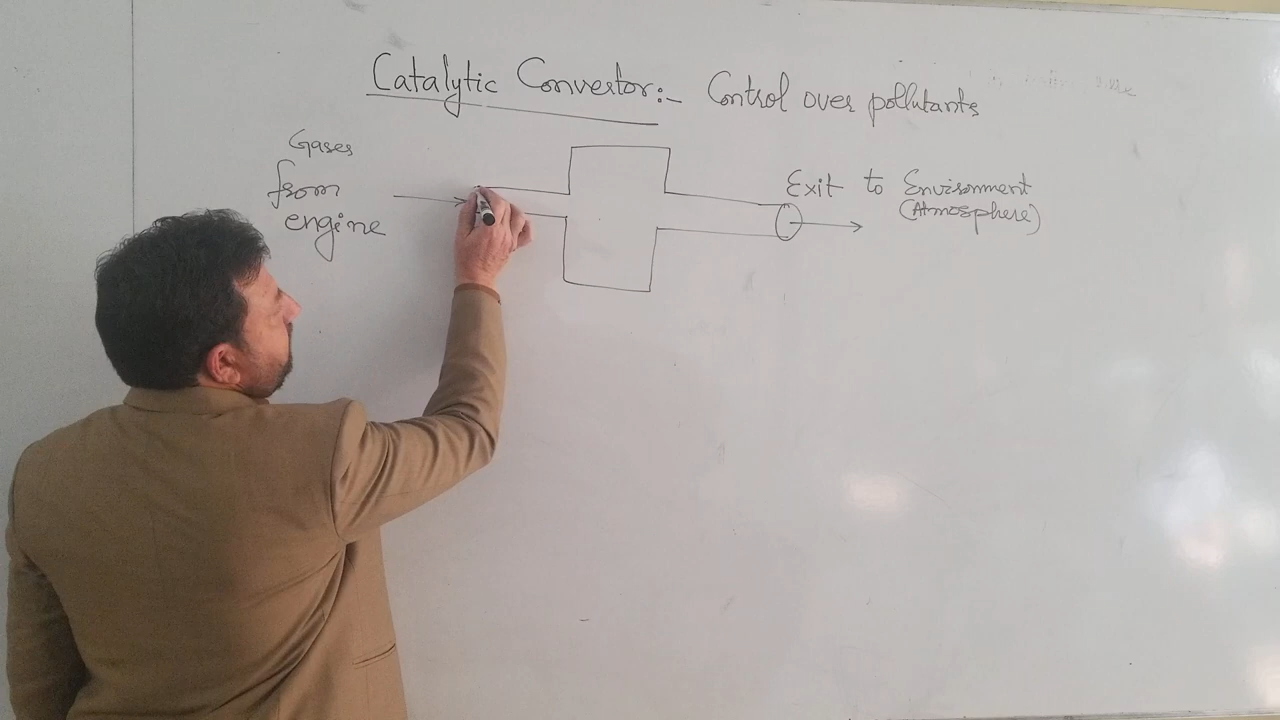 Catalytic Convertor:- Control over pollutants
Gases
from
engine
Exit to Environment
(Atmosphere)